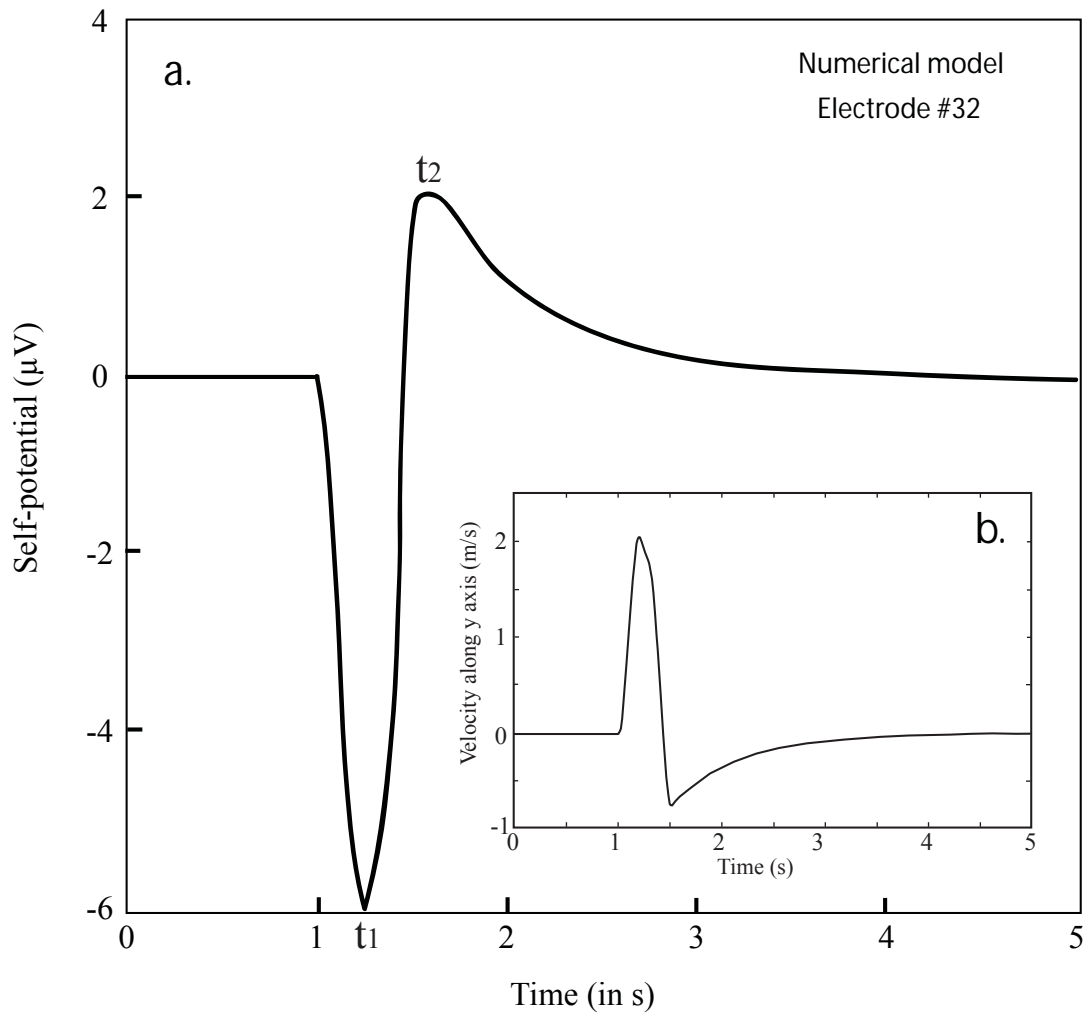 4
a.
Numerical model
Electrode #32
t2
2
0
-2
-4
-6
Self-potential (µV)
t1
0 1 2 3 4 5
Time (in s)
b.
Velocity along y axis (m/s)
2
1
0
-1
0 1 2 3 4 5
Time (s)